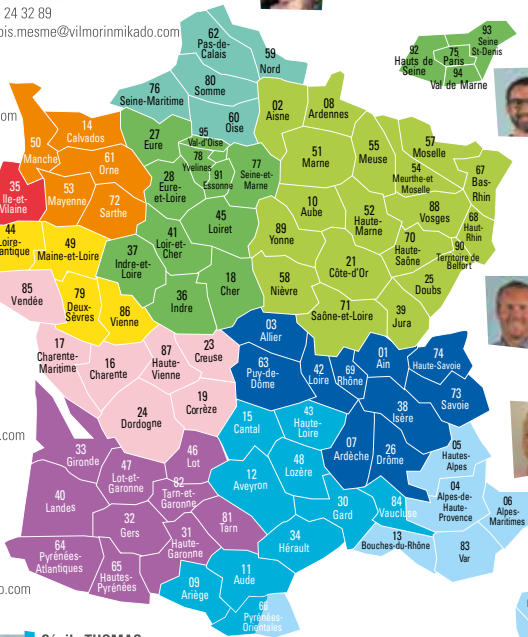 24 32 89
ois.mesme@vilmorinmikado.com
62
Pas-de-
Calais
59
Nord
80
Somme
76
Seine-Maritime
60
Oise
02
Aisne
08
Ardennes
93
Seine
St-Denis
92
Hauts de
Seine
75
Paris
94
Val de Marne
com
14
Calvados
50
Manche
61
Orne
27
Eure
95
Val-d'Oise
78
Yvelines
91
Essonne
77
Seine-et-
Marne
51
Marne
55
Meuse
57
Moselle
54
Meurthe-et
Moselle
67
Bas-
Rhin
35
Ile-et-
Vilaine
53
Mayenne
72
Sarthe
28
Eure-
et-Loire
45
Loiret
10
Aube
52
Haute-
Marne
88
Vosges
68
Haut-
Rhin
44
Loire-
antique
49
Maine-et-Loire
41
Loir-et-
Cher
37
Indre-et-
Loire
89
Yonne
70
Haute-
Saône
90
Territoire de
Belfort
21
Côte-d'Or
25
Doubs
85
Vendée
79
Deux-
Sèvres
86
Vienne
36
Indre
18
Cher
58
Nièvre
71
Saône-et-Loire
39
Jura
17
Charente-
Maritime
16
Charente
87
Haute-
Vienne
23
Creuse
03
Allier
63
Puy-de-
Dôme
42
Loire
69
Rhône
01
Ain
74
Haute-Savoie
73
Savoie
24
Dordogne
19
Corrèze
15
Cantal
43
Haute-
Loire
38
Isère
07
Ardèche
26
Drôme
05
Hautes-
Alpes
.com
33
Gironde
47
Lot-et-
Garonne
46
Lot
82
Tarn-et-
Garonne
12
Aveyron
48
Lozère
30
Gard
84
Vaucluse
04
Alpes-de-
Haute-
Provence
06
Alpes-
Maritimes
40
Landes
32
Gers
31
Haute-
Garonne
81
Tarn
34
Hérault
13
Bouches-du-Rhône
83
Var
64
Pyrénées-
Atlantiques
65
Hautes-
Pyrénées
09
Ariège
11
Aude
66
Pyrénées-
Orientales
o.com
THOMAS